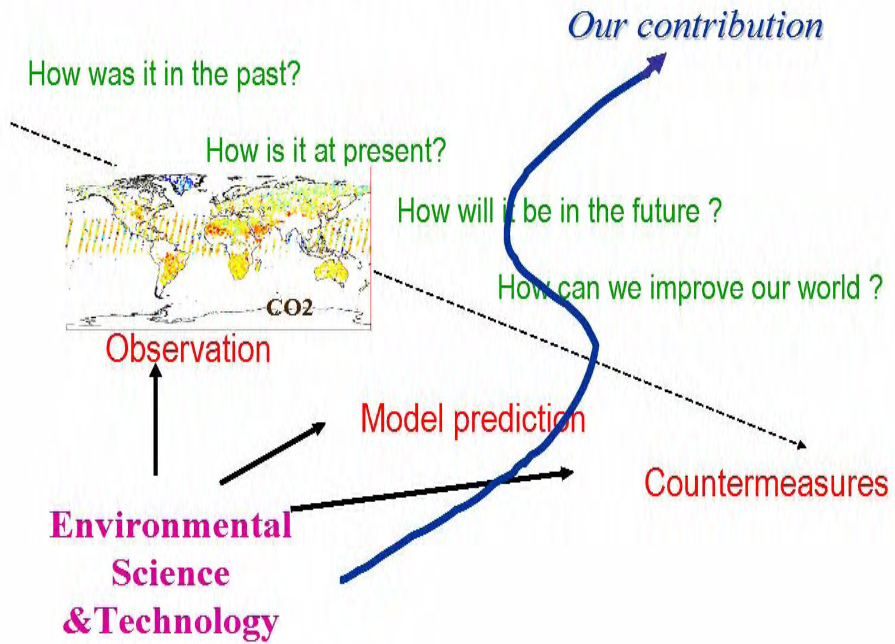 Our contribution
How was it in the past?
How is it at present?
How will it be in the future ?
How can we improve our world ?
CO2
Observation
Model prediction
Countermeasures
Environmental
Science
&Technology